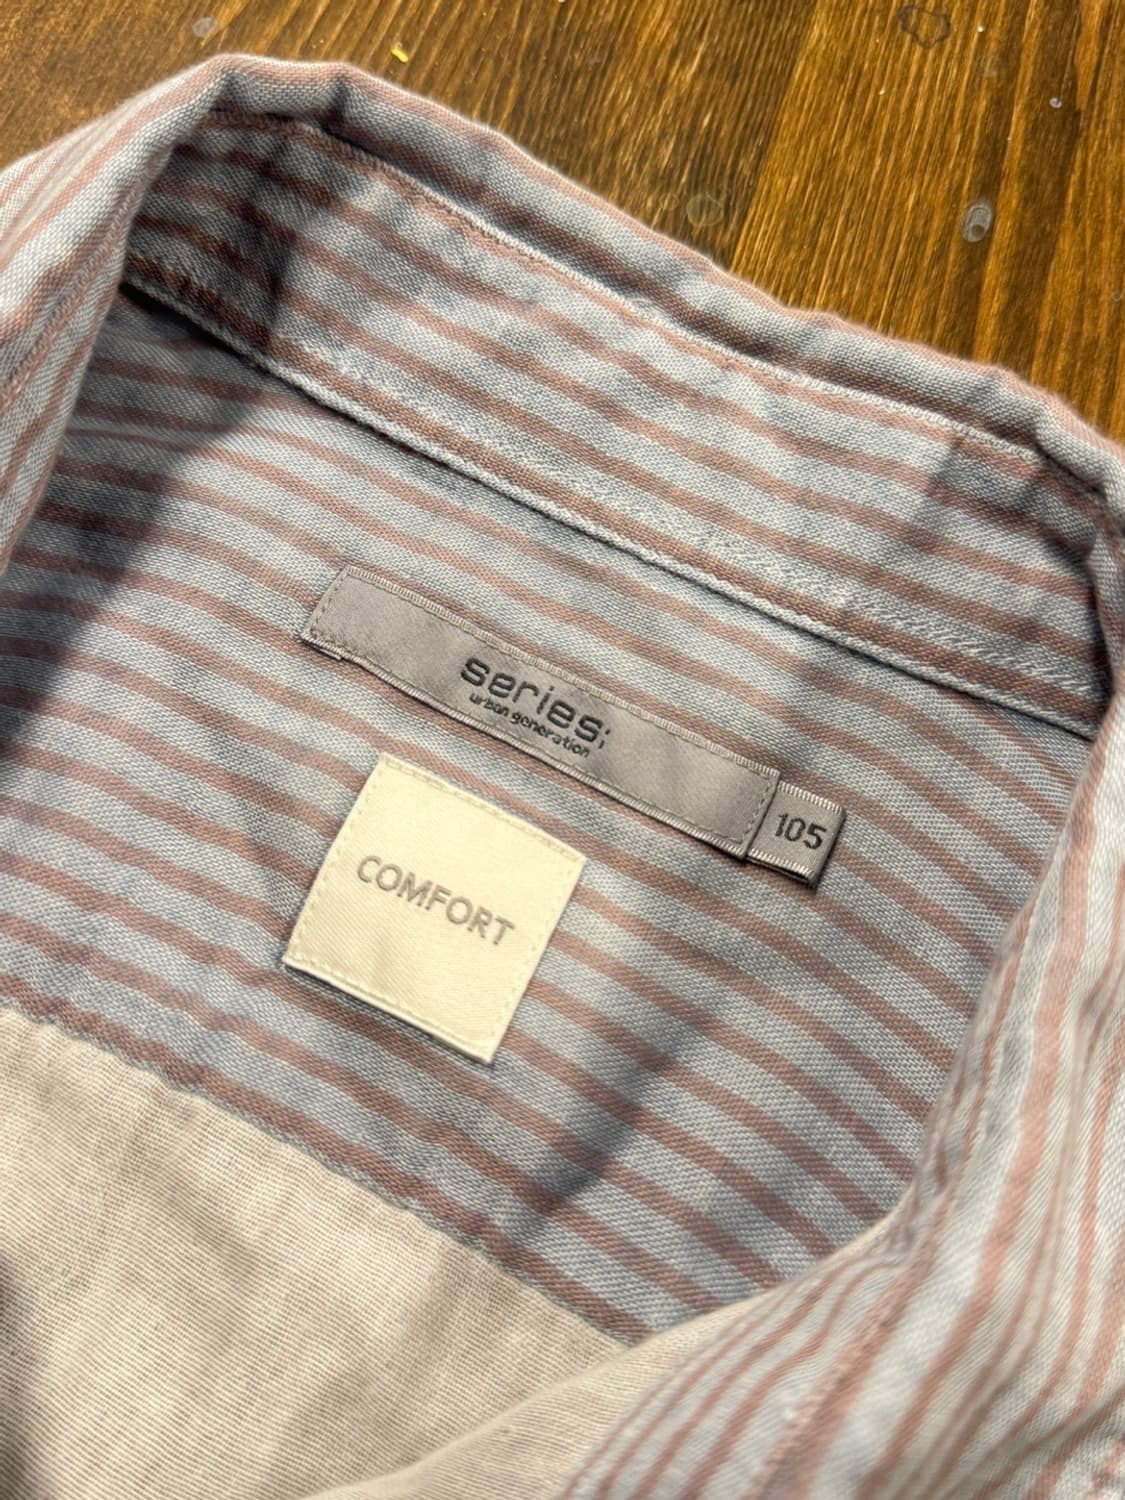 series;
urban generation
105
COMFORT